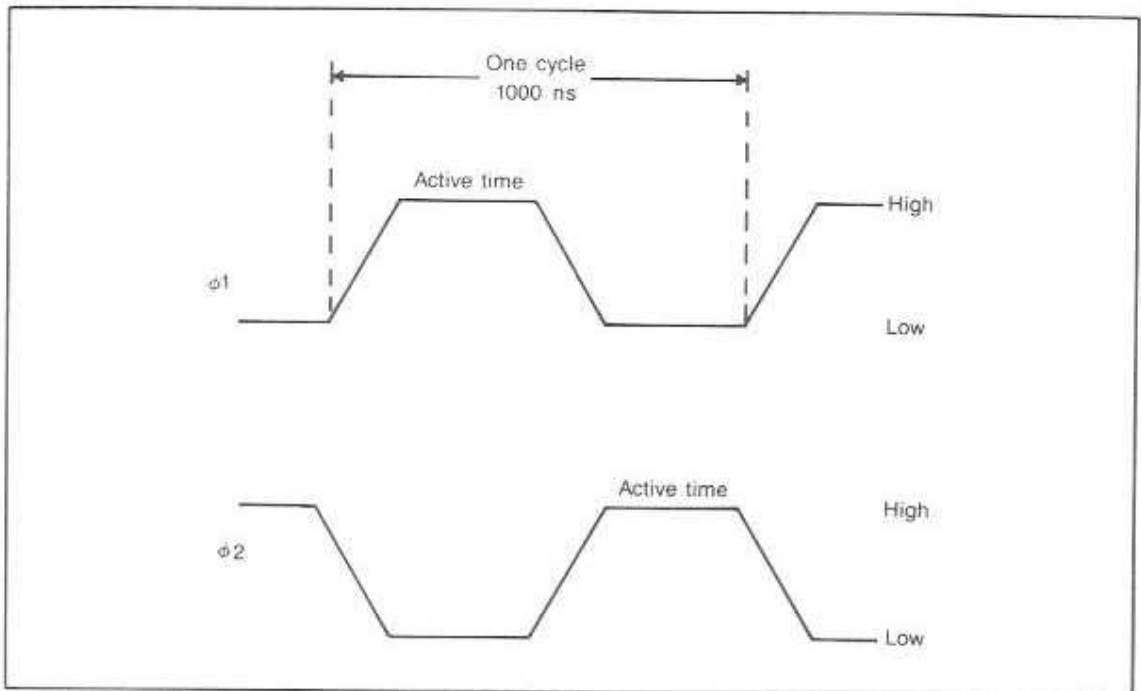 One cycle
1000 ns
Active time
High
φ1
Low
Active time
High
φ2
Low